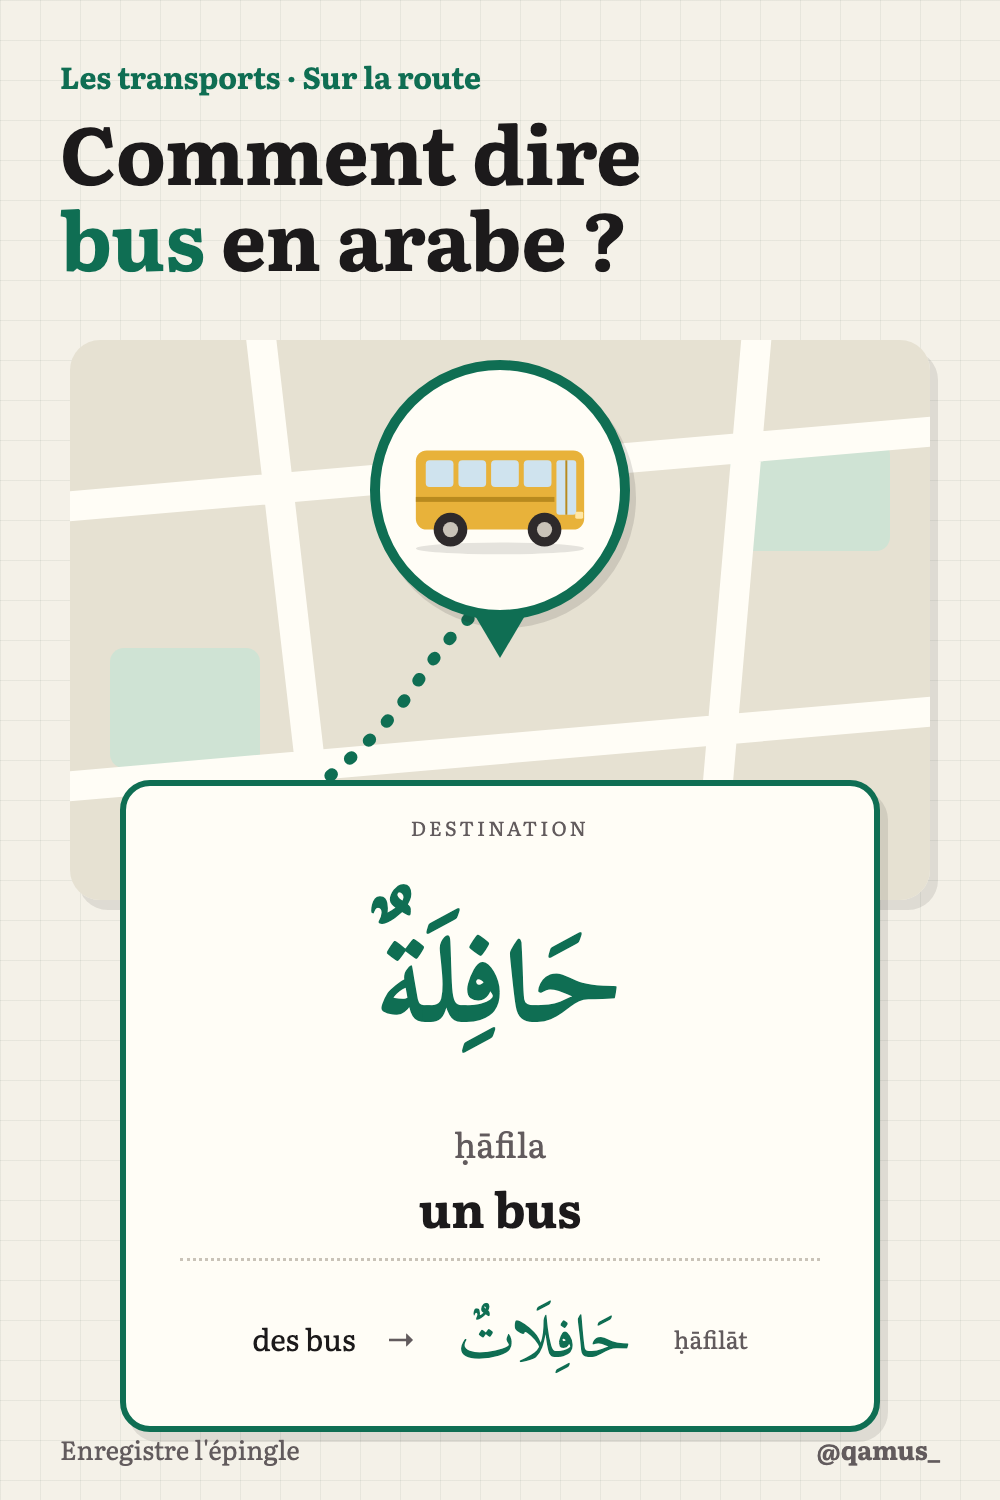 Les transports · Sur la route
Comment dire
bus en arabe ?
DESTINATION
حَافِلَةٌ
ḥāfila
un bus
des bus → حَافِلَاتٌ ḥāfilāt
Enregistre l'épingle @qamus_